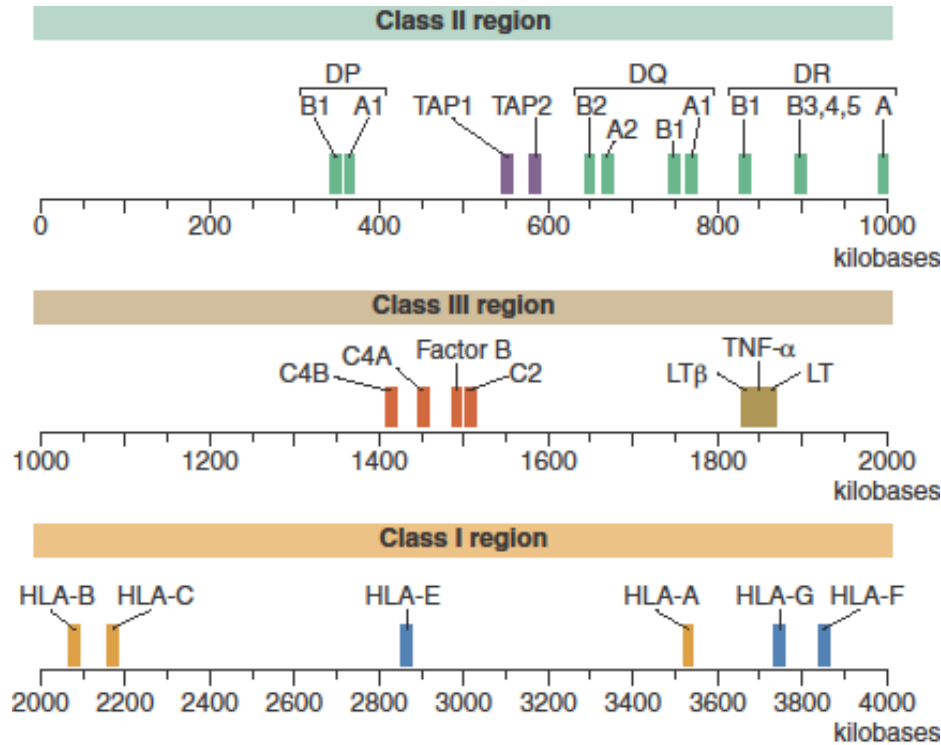 Class II region
DP DQ DR
B1 A1 TAP1 TAP2 B2 A1 B1 B3,4,5 A
A2 B1
0 200 400 600 800 1000
kilobases
Class III region
Factor B TNF-α
C4A
C4B C2 LTβ LT
1000 1200 1400 1600 1800 2000
kilobases
Class I region
HLA-B HLA-C HLA-E HLA-A HLA-G HLA-F
2000 2200 2400 2600 2800 3000 3200 3400 3600 3800 4000
kilobases